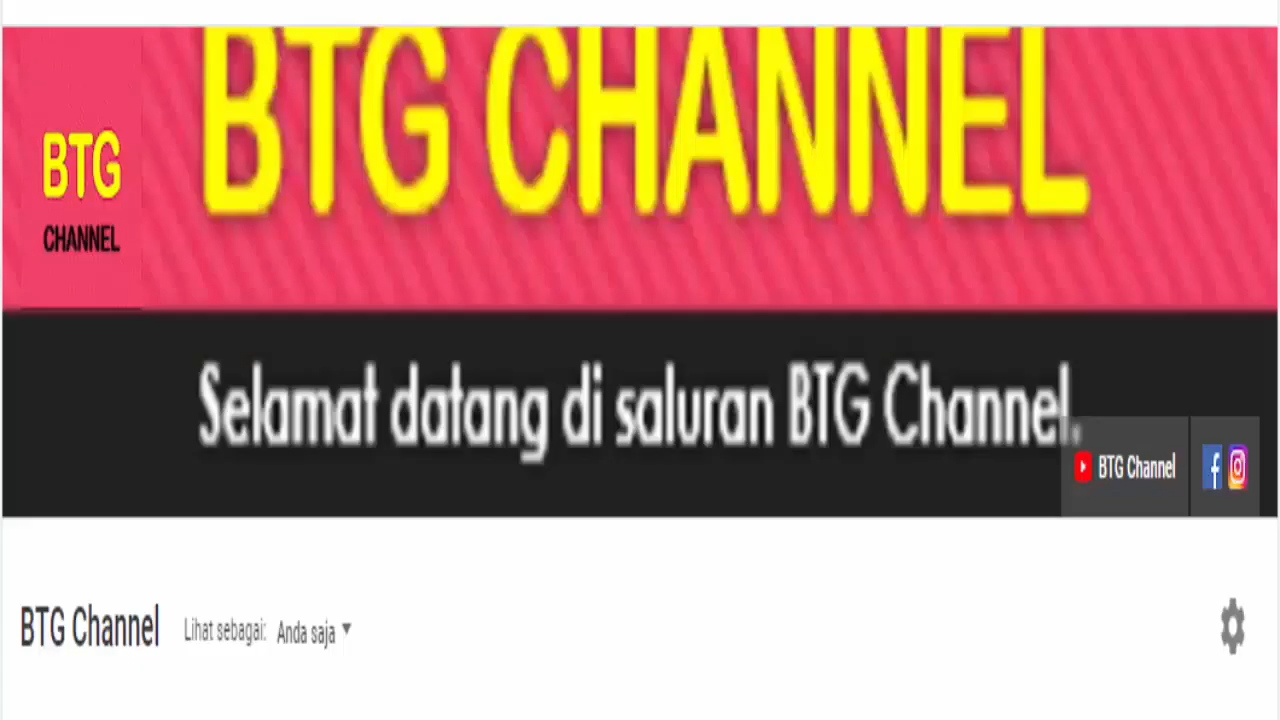 BTG CHANNEL
BTG
CHANNEL
Selamat datang di saluran BTG Channel.
BTG Channel
BTG Channel Lihat sebagai: Anda saja